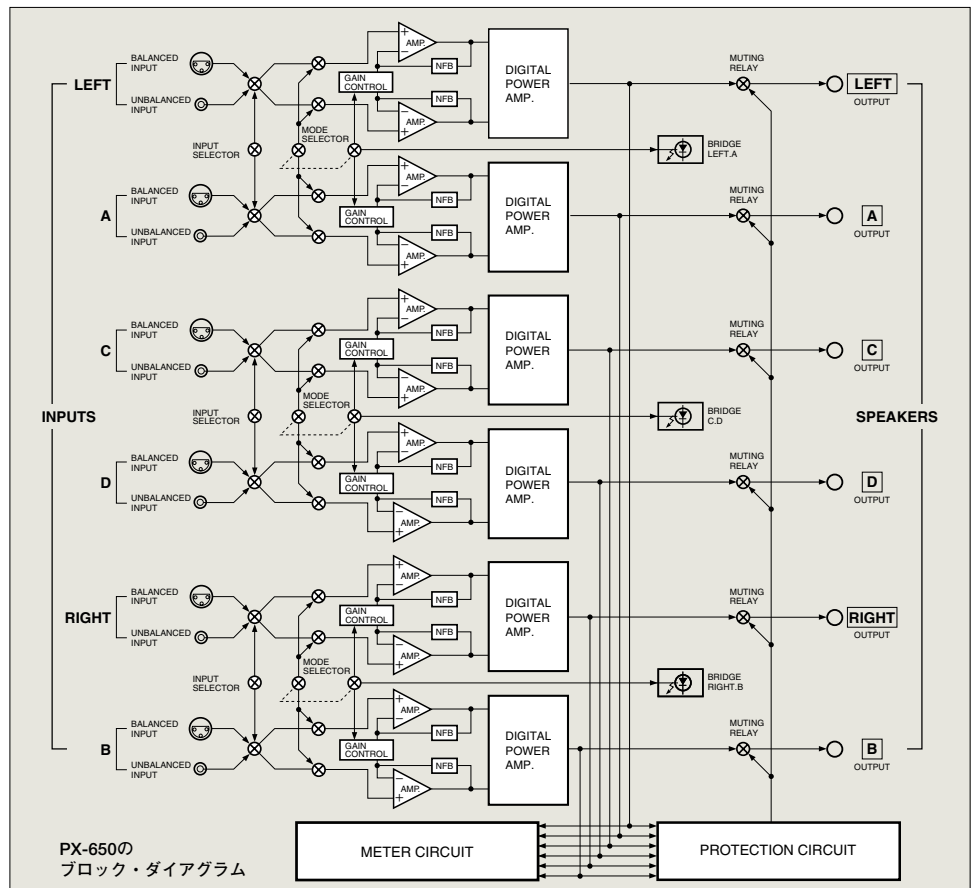 INPUTS
LEFT
BALANCED
INPUT
UNBALANCED
INPUT
AMP.
NFB
GAIN
CONTROL
NFB
AMP.
DIGITAL
POWER
AMP.
MUTING
RELAY
LEFT
OUTPUT
INPUT
SELECTOR
MODE
SELECTOR
BRIDGE
LEFT.A
A
BALANCED
INPUT
UNBALANCED
INPUT
AMP.
NFB
GAIN
CONTROL
NFB
AMP.
DIGITAL
POWER
AMP.
MUTING
RELAY
A
OUTPUT
C
BALANCED
INPUT
UNBALANCED
INPUT
AMP.
NFB
GAIN
CONTROL
NFB
AMP.
DIGITAL
POWER
AMP.
MUTING
RELAY
C
OUTPUT
INPUT
SELECTOR
MODE
SELECTOR
BRIDGE
C.D
SPEAKERS
D
BALANCED
INPUT
UNBALANCED
INPUT
AMP.
NFB
GAIN
CONTROL
NFB
AMP.
DIGITAL
POWER
AMP.
MUTING
RELAY
D
OUTPUT
RIGHT
BALANCED
INPUT
UNBALANCED
INPUT
AMP.
NFB
GAIN
CONTROL
NFB
AMP.
DIGITAL
POWER
AMP.
MUTING
RELAY
RIGHT
OUTPUT
INPUT
SELECTOR
MODE
SELECTOR
BRIDGE
RIGHT.B
B
BALANCED
INPUT
UNBALANCED
INPUT
AMP.
NFB
GAIN
CONTROL
NFB
AMP.
DIGITAL
POWER
AMP.
MUTING
RELAY
B
OUTPUT
PX-650の
ブロック・ダイアグラム
METER CIRCUIT
PROTECTION CIRCUIT